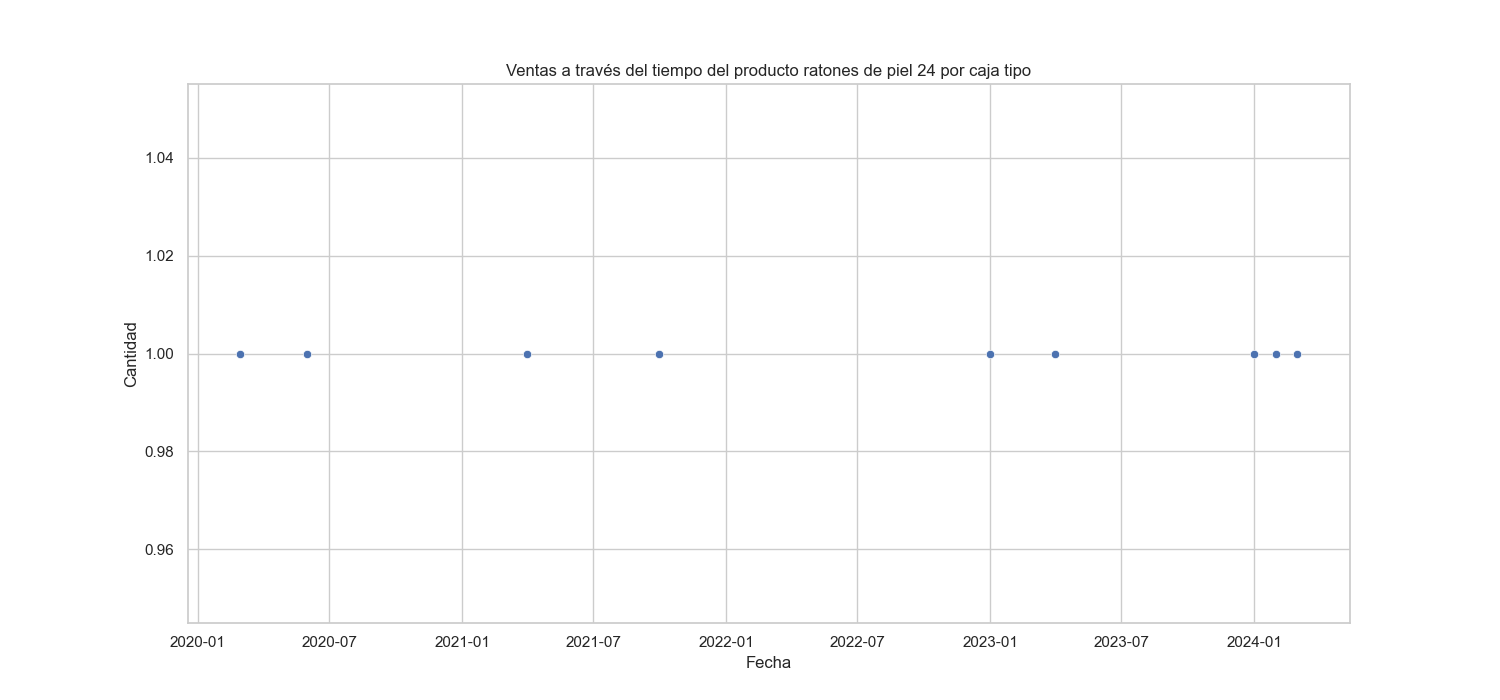 Ventas a través del tiempo del producto ratones de piel 24 por caja tipo
1.04
1.02
1.00
0.98
0.96
Cantidad
2020-01 2020-07 2021-01 2021-07 2022-01 2022-07 2023-01 2023-07 2024-01
Fecha